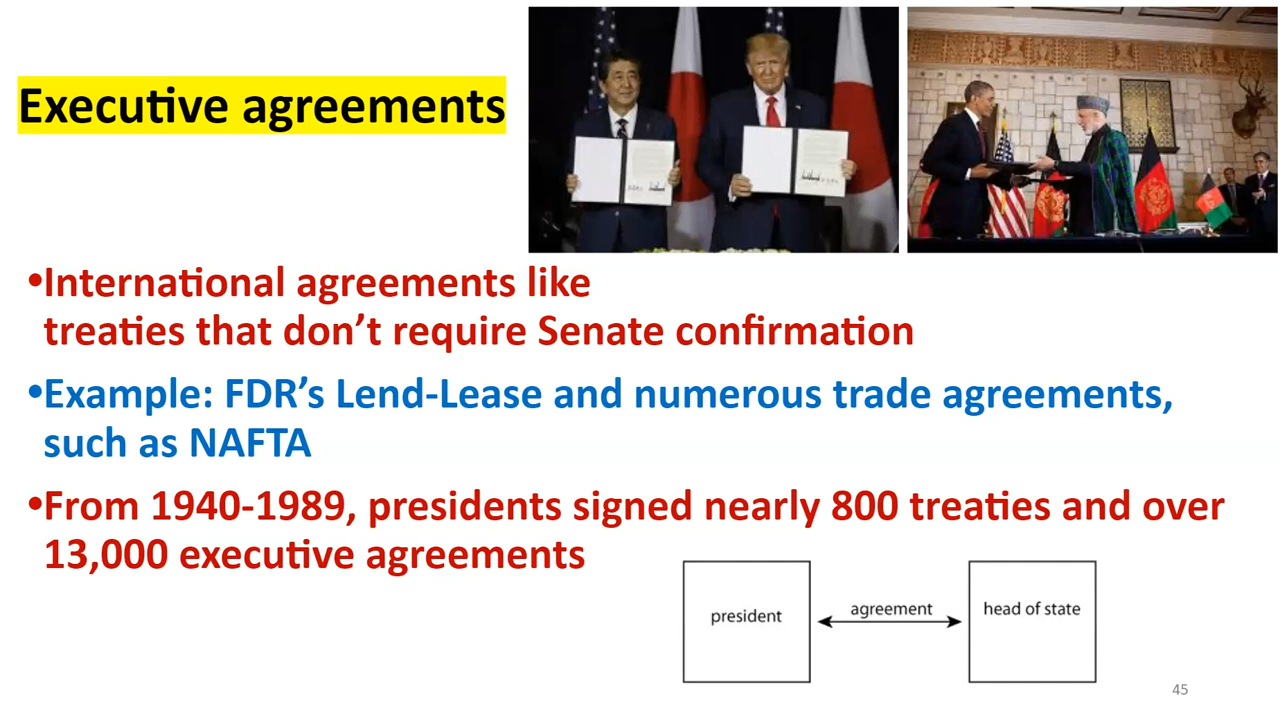 Executive agreements
•International agreements like
treaties that don’t require Senate confirmation
•Example: FDR’s Lend-Lease and numerous trade agreements,
such as NAFTA
•From 1940-1989, presidents signed nearly 800 treaties and over
13,000 executive agreements
president
agreement
head of state
45